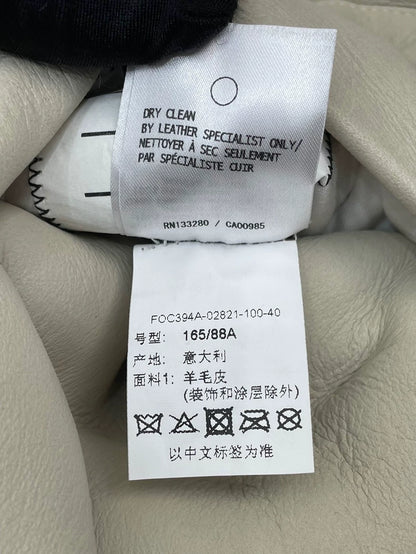 DRY CLEAN
BY LEATHER SPECIALIST ONLY/
NETTOYER À SEC SEULEMENT
PAR SPÉCIALISTE CUIR
RN133280 / CA00985
FOC394A-02821-100-40
号型: 165/88A
产地: 意大利
面料1: 羊毛皮
(装饰和涂层除外)
以中文标签为准